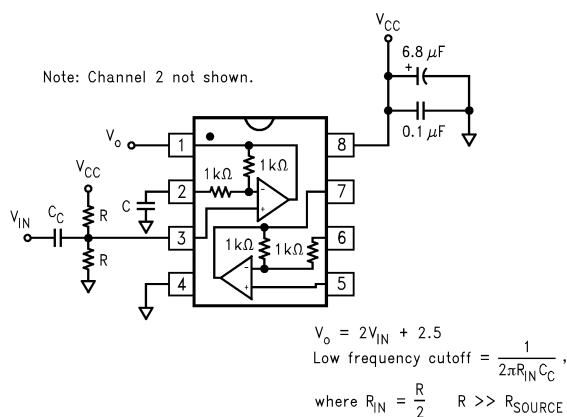 V_CC
6.8 μF
+
Note: Channel 2 not shown.
0.1 μF
V_o
1
8
1kΩ
1kΩ
V_CC
2
7
C
-
+
V_IN
C_C
R
3
6
1kΩ
1kΩ
R
4
5
-
+
V_o = 2V_IN + 2.5
Low frequency cutoff = 1 / 2πR_IN C_C ,
where R_IN = R / 2 R >> R_SOURCE